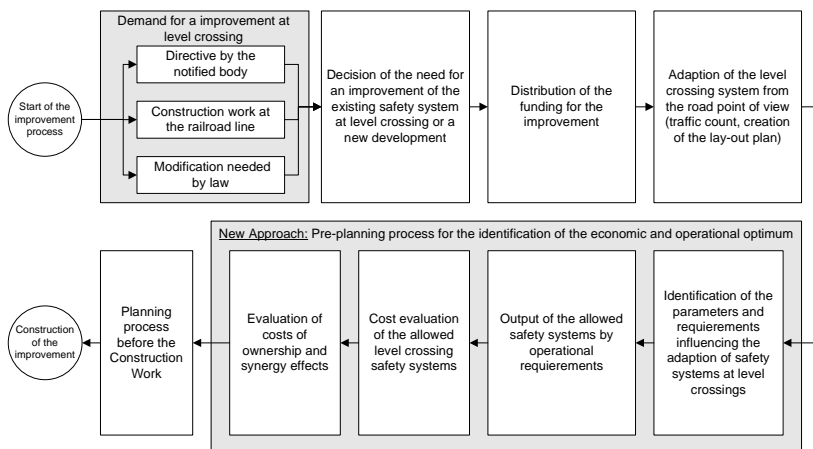 Demand for a improvement at
level crossing
Start of the
improvement
process
Directive by the
notified body
Construction work at
the railroad line
Modification needed
by law
Decision of the need for
an improvement of the
existing safety system
at level crossing or a
new development
Distribution of the
funding for the
improvement
Adaption of the level
crossing system from
the road point of view
(traffic count, creation
of the lay-out plan)
New Approach: Pre-planning process for the identification of the economic and operational optimum
Identification of the
parameters and
requierements
influencing the
adaption of safety
systems at level
crossings
Output of the allowed
safety systems by
operational
requierements
Cost evaluation
of the allowed
level crossing
safety systems
Evaluation of
costs of
ownership and
synergy effects
Planning
process before
the
Construction
Work
Construction
of the
improvement